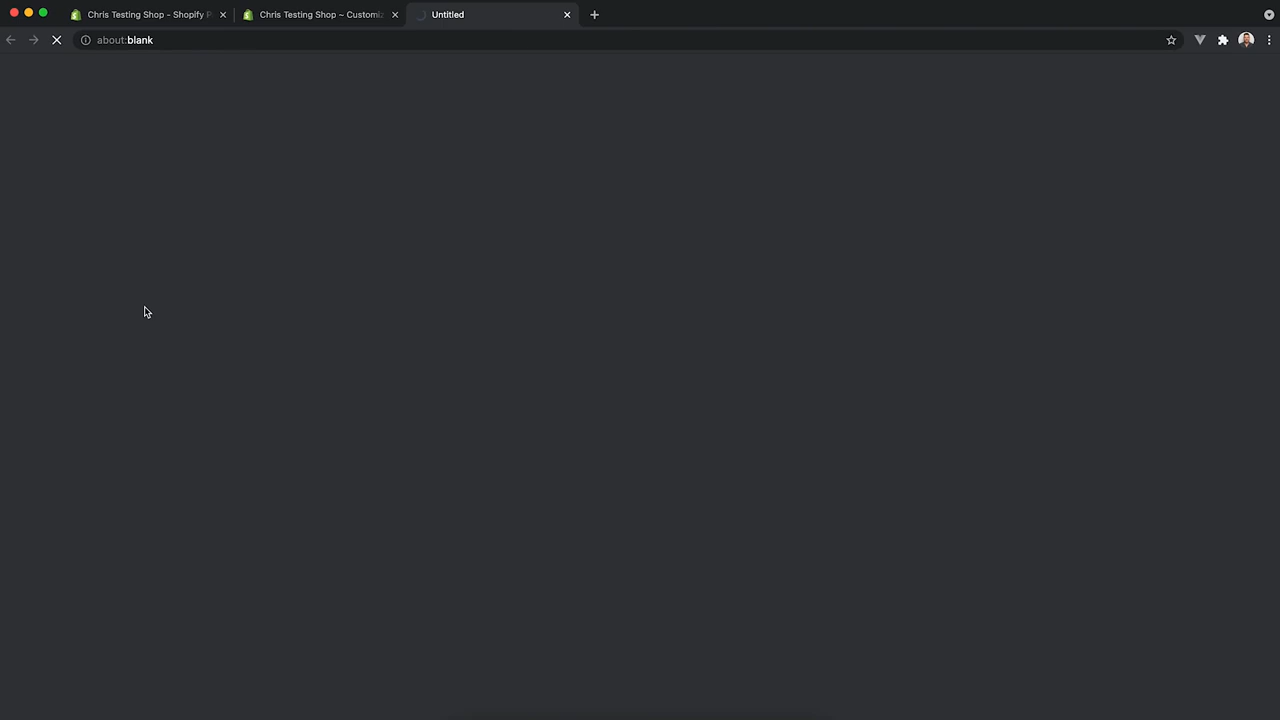 Chris Testing Shop - Shopify P
Chris Testing Shop ~ Customiz
Untitled
about:blank